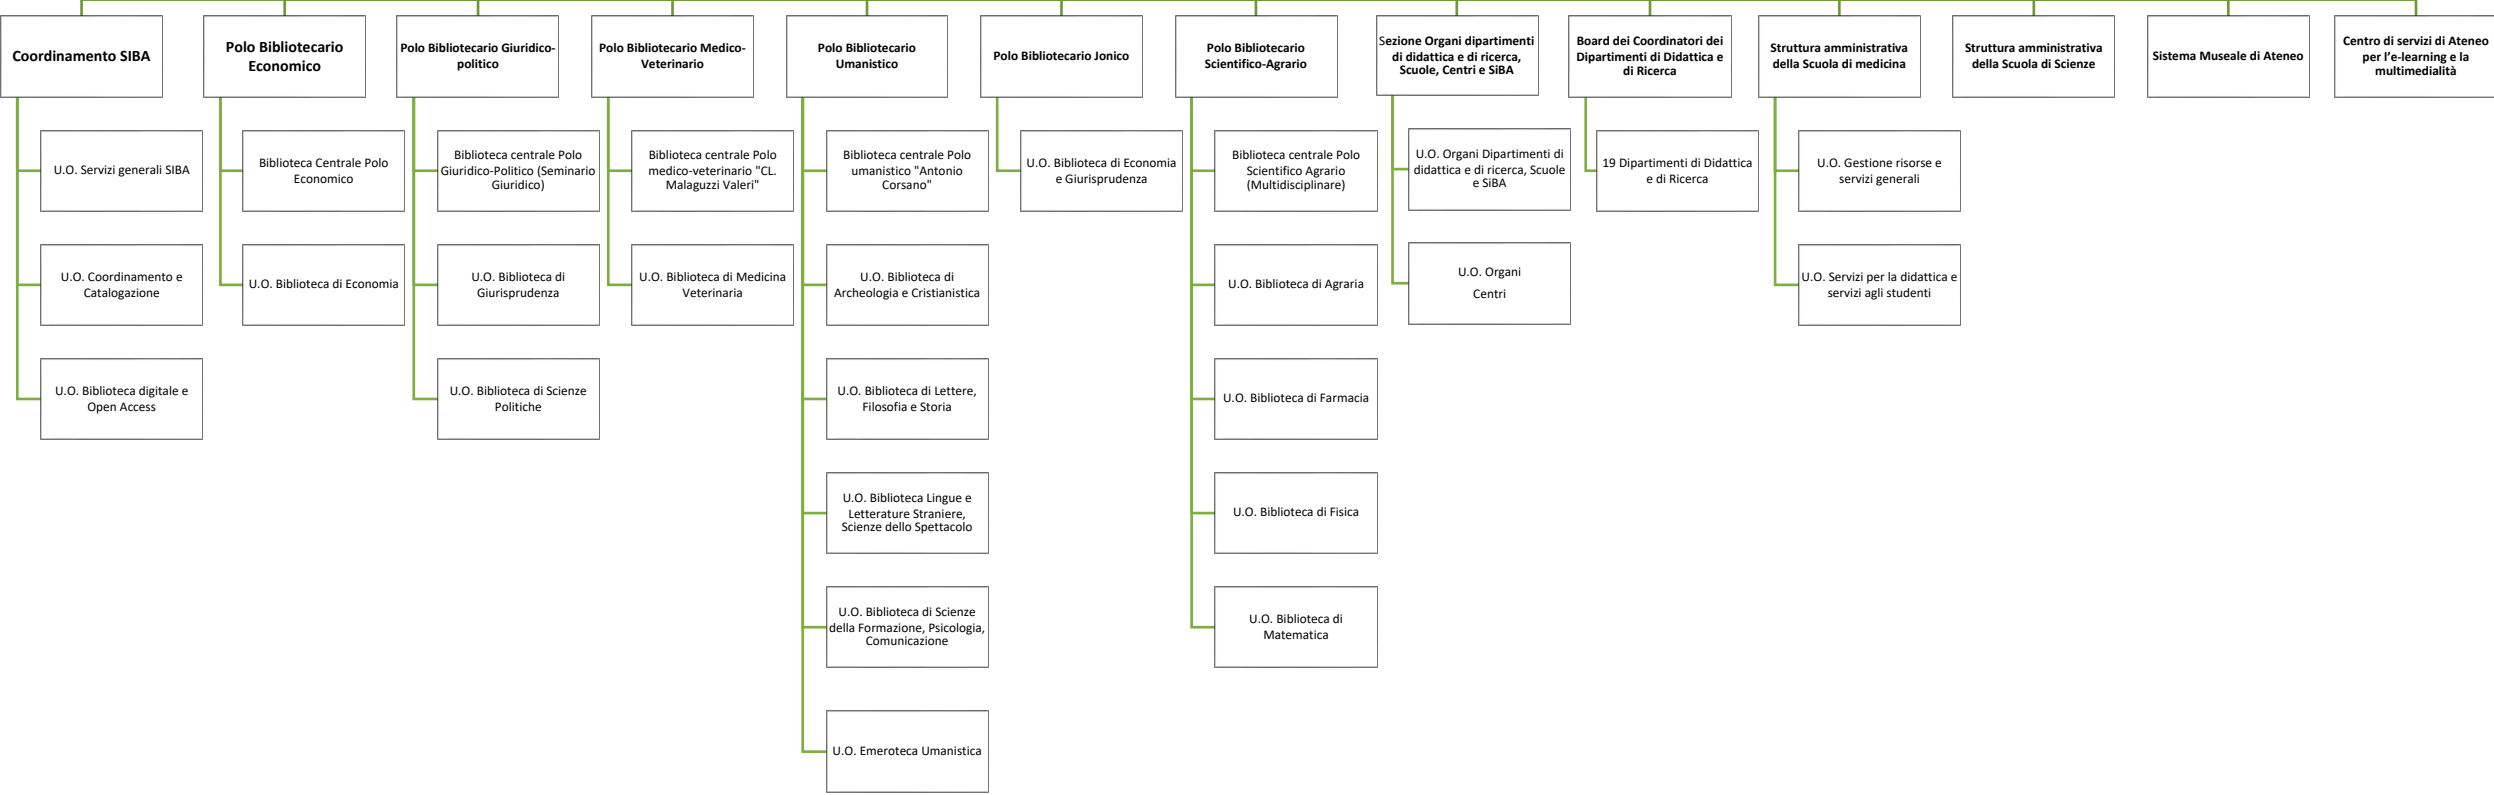 Coordinamento SIBA
U.O. Servizi generali SIBA
U.O. Coordinamento e
Catalogazione
U.O. Biblioteca digitale e
Open Access
Polo Bibliotecario
Economico
Biblioteca Centrale Polo
Economico
U.O. Biblioteca di Economia
Polo Bibliotecario Giuridico-
politico
Biblioteca centrale Polo
Giuridico-Politico (Seminario
Giuridico)
U.O. Biblioteca di
Giurisprudenza
U.O. Biblioteca di Scienze
Politiche
Polo Bibliotecario Medico-
Veterinario
Biblioteca centrale Polo
medico-veterinario "CL.
Malaguzzi Valeri"
U.O. Biblioteca di Medicina
Veterinaria
Polo Bibliotecario
Umanistico
Biblioteca centrale Polo
umanistico "Antonio
Corsano"
U.O. Biblioteca di
Archeologia e Cristianistica
U.O. Biblioteca di Lettere,
Filosofia e Storia
U.O. Biblioteca Lingue e
Letterature Straniere,
Scienze dello Spettacolo
U.O. Biblioteca di Scienze
della Formazione, Psicologia,
Comunicazione
U.O. Emeroteca Umanistica
Polo Bibliotecario Jonico
U.O. Biblioteca di Economia
e Giurisprudenza
Polo Bibliotecario
Scientifico-Agrario
Biblioteca centrale Polo
Scientifico Agrario
(Multidisciplinare)
U.O. Biblioteca di Agraria
U.O. Biblioteca di Farmacia
U.O. Biblioteca di Fisica
U.O. Biblioteca di
Matematica
Sezione Organi dipartimenti
di didattica e di ricerca,
Scuole, Centri e SiBA
U.O. Organi Dipartimenti di
didattica e di ricerca, Scuole
e SiBA
U.O. Organi
Centri
Board dei Coordinatori dei
Dipartimenti di Didattica e
di Ricerca
19 Dipartimenti di Didattica
e di Ricerca
Struttura amministrativa
della Scuola di medicina
U.O. Gestione risorse e
servizi generali
U.O. Servizi per la didattica e
servizi agli studenti
Struttura amministrativa
della Scuola di Scienze
Sistema Museale di Ateneo
Centro di servizi di Ateneo
per l'e-learning e la
multimedialità